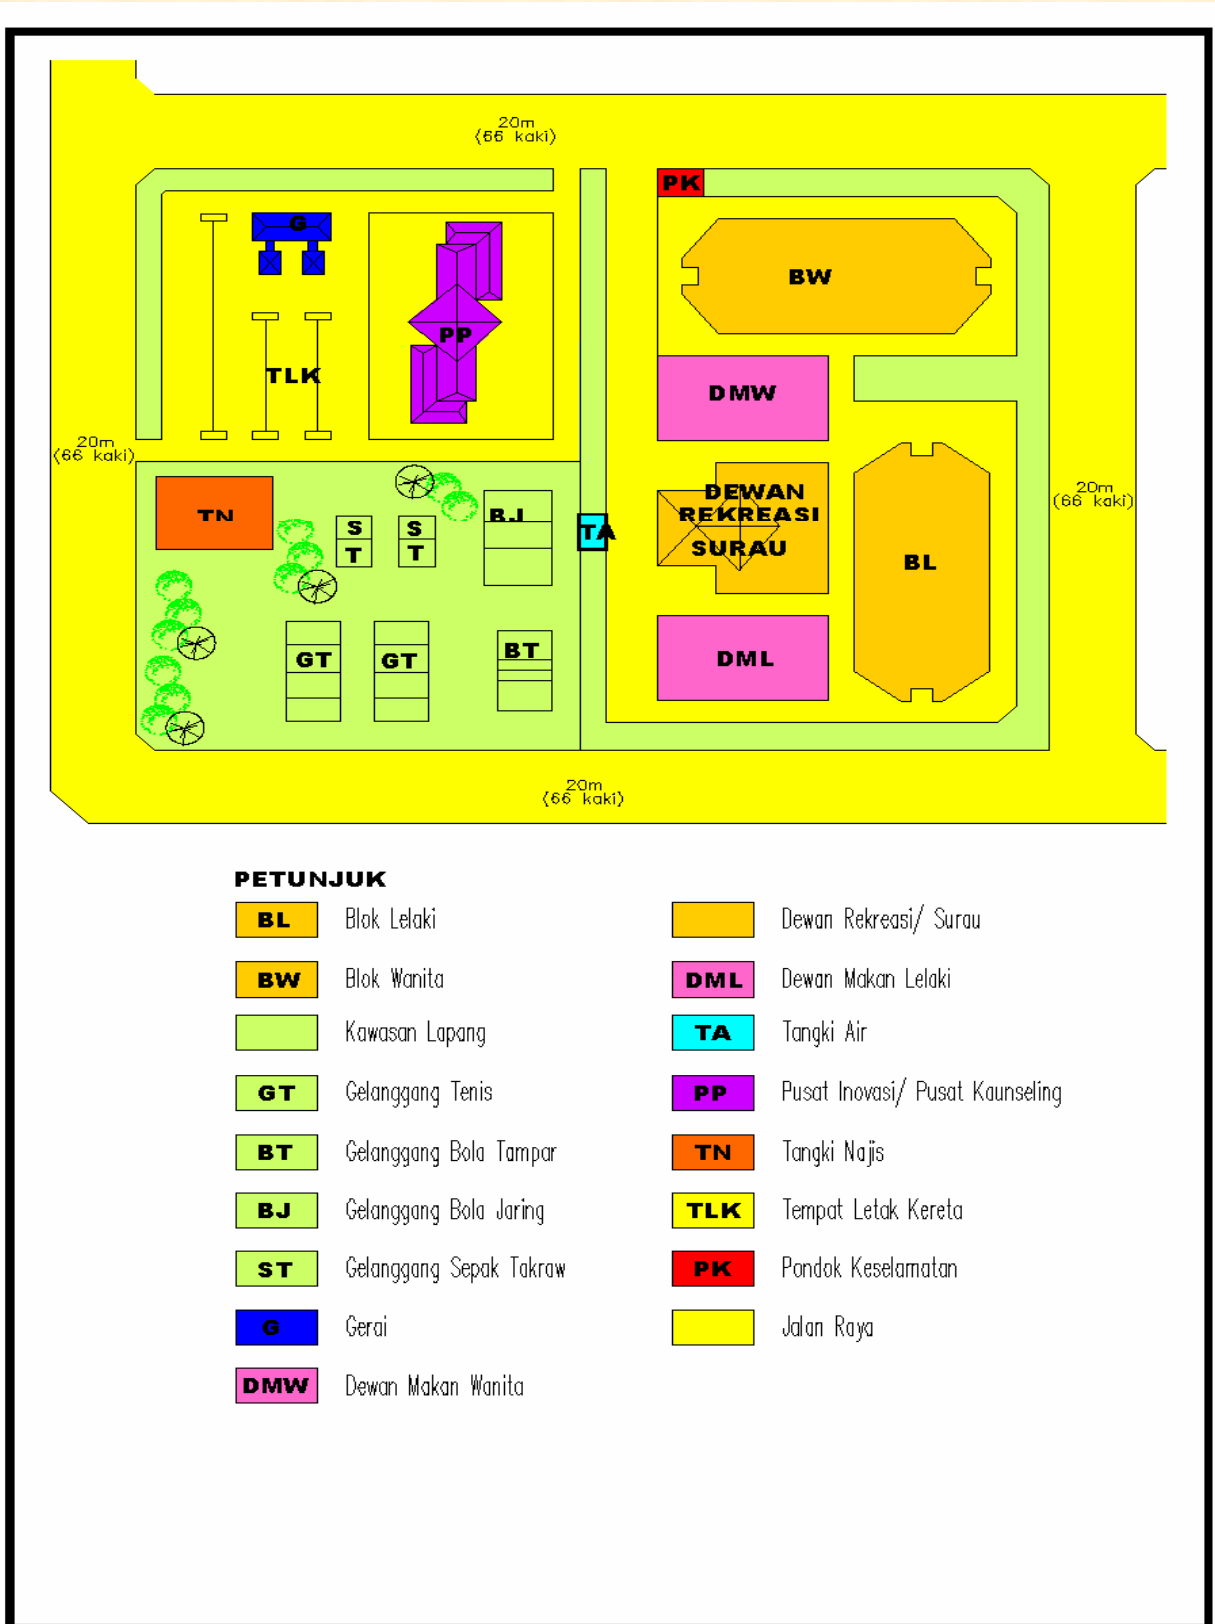 20m
(66 kaki)
PK
G
BW
PP
TLK
DMW
20m
(66 kaki)
20m
(66 kaki)
TN
S
T
S
T
BJ
TA
DEWAN
REKREASI
SURAU
BL
GT
GT
BT
DML
20m
(66 kaki)
PETUNJUK
BL Blok Lelaki
BW Blok Wanita
Kawasan Lapang
GT Gelanggang Tenis
BT Gelanggang Bola Tampar
BJ Gelanggang Bola Jaring
ST Gelanggang Sepak Takraw
G Gerai
DMW Dewan Makan Wanita
Dewan Rekreasi/ Surau
DML Dewan Makan Lelaki
TA Tangki Air
PP Pusat Inovasi/ Pusat Kaunseling
TN Tangki Najis
TLK Tempat Letak Kereta
PK Pondok Keselamatan
Jalan Raya